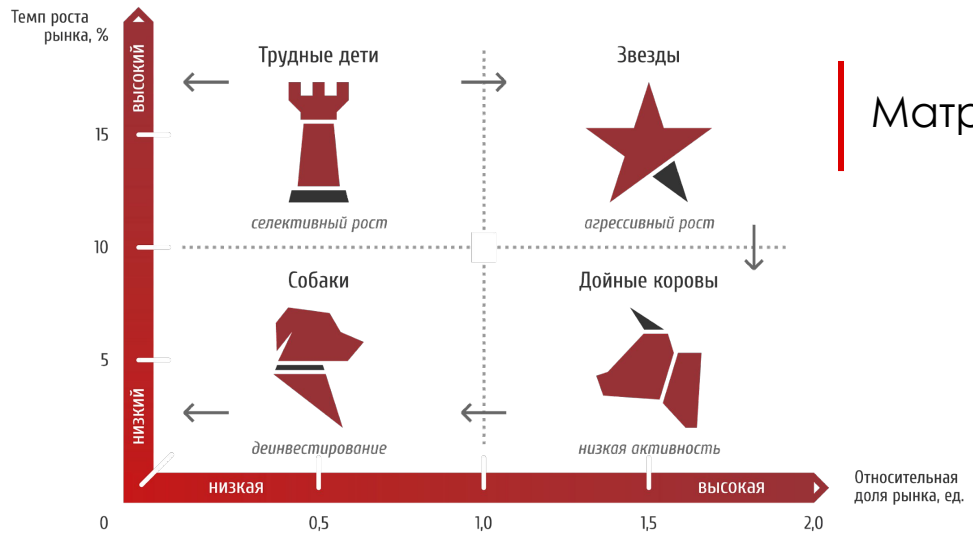 Темп роста
рынка, %
ВЫСОКИЙ
15
10
5
НИЗКИЙ
0
Трудные дети
селективный рост
Звезды
агрессивный рост
Собаки
деинвестирование
Дойные коровы
низкая активность
низкая
высокая
0,5
1,0
1,5
2,0
Относительная
доля рынка, ед.
Матр